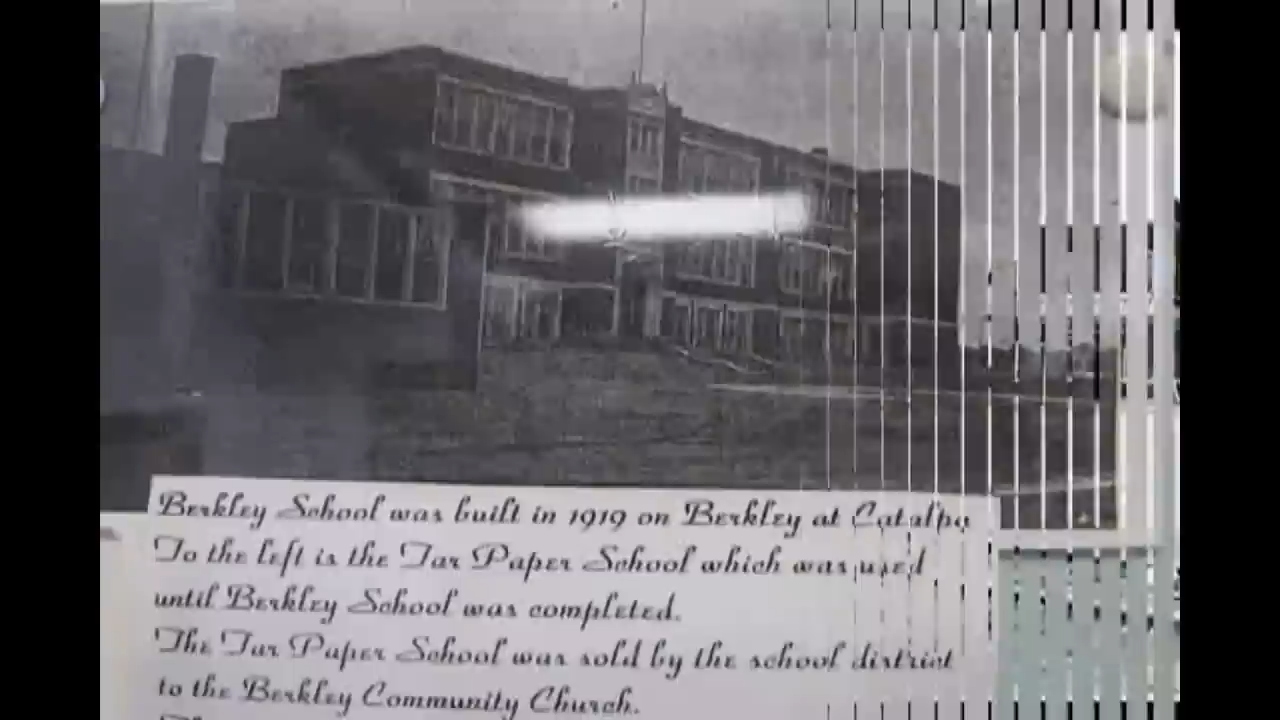 Berkley School was built in 1919 on Berkley at Catalpa
To the left is the Tar Paper School which was used
until Berkley School was completed.
The Tar Paper School was sold by the school district
to the Berkley Community Church.